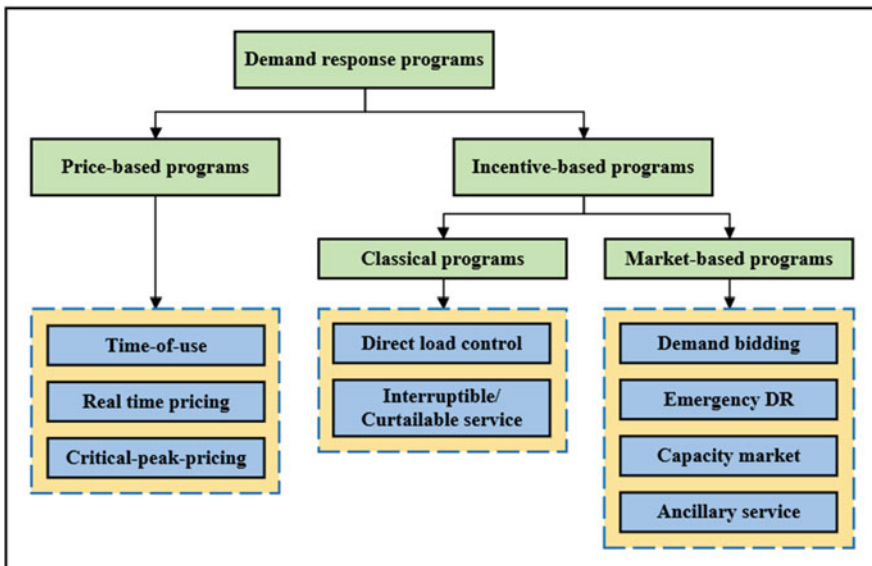 Demand response programs
Price-based programs
Incentive-based programs
Classical programs
Market-based programs
Time-of-use
Real time pricing
Critical-peak-pricing
Direct load control
Interruptible/
Curtailable service
Demand bidding
Emergency DR
Capacity market
Ancillary service